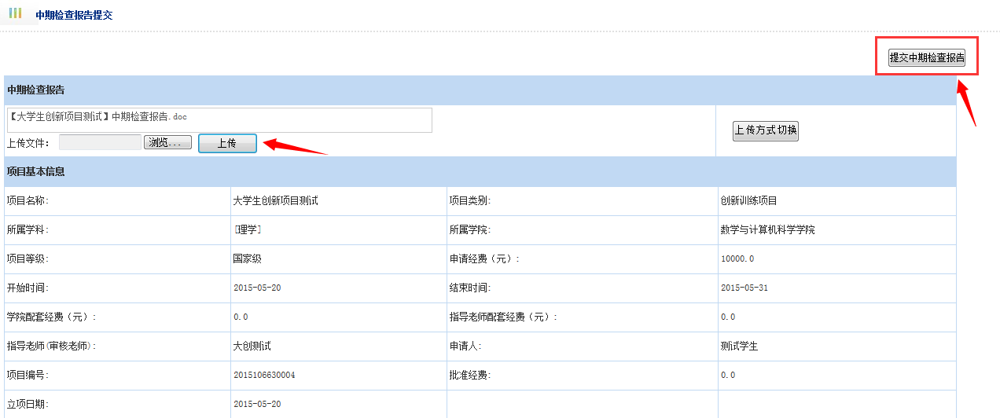 中期检查报告提交
提交中期检查报告
中期检查报告
【大学生创新项目测试】中期检查报告.doc
上传方式切换
上传文件: 浏览... 上传
项目基本信息
项目名称: 大学生创新项目测试 项目类别: 创新训练项目
所属学科: [理学] 所属学院: 数学与计算机科学学院
项目等级: 国家级 申请经费（元）: 10000.0
开始时间: 2015-05-20 结束时间: 2015-05-31
学院配套经费（元）: 0.0 指导老师配套经费（元）: 0.0
指导老师(审核老师): 大创测试 申请人: 测试学生
项目编号: 2015106630004 批准经费: 0.0
立项日期: 2015-05-20